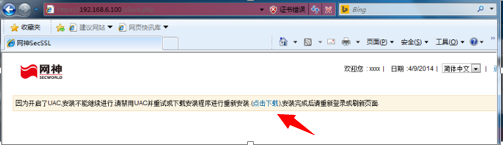 192.168.6.100
证书错误
Bing
收藏夹
建议网站
网页快讯库
网神SecSSL
页面(P)
安全(S)
工具(O)
网神
SECWORLD
欢迎您：xxxx | 日期 :4/9/2014 | 简体中文 |
因为开启了UAC,安装不能继续进行.请禁用UAC并重试或下载安装程序进行重新安装.(点击下载),安装完成后请重新登录或刷新页面.